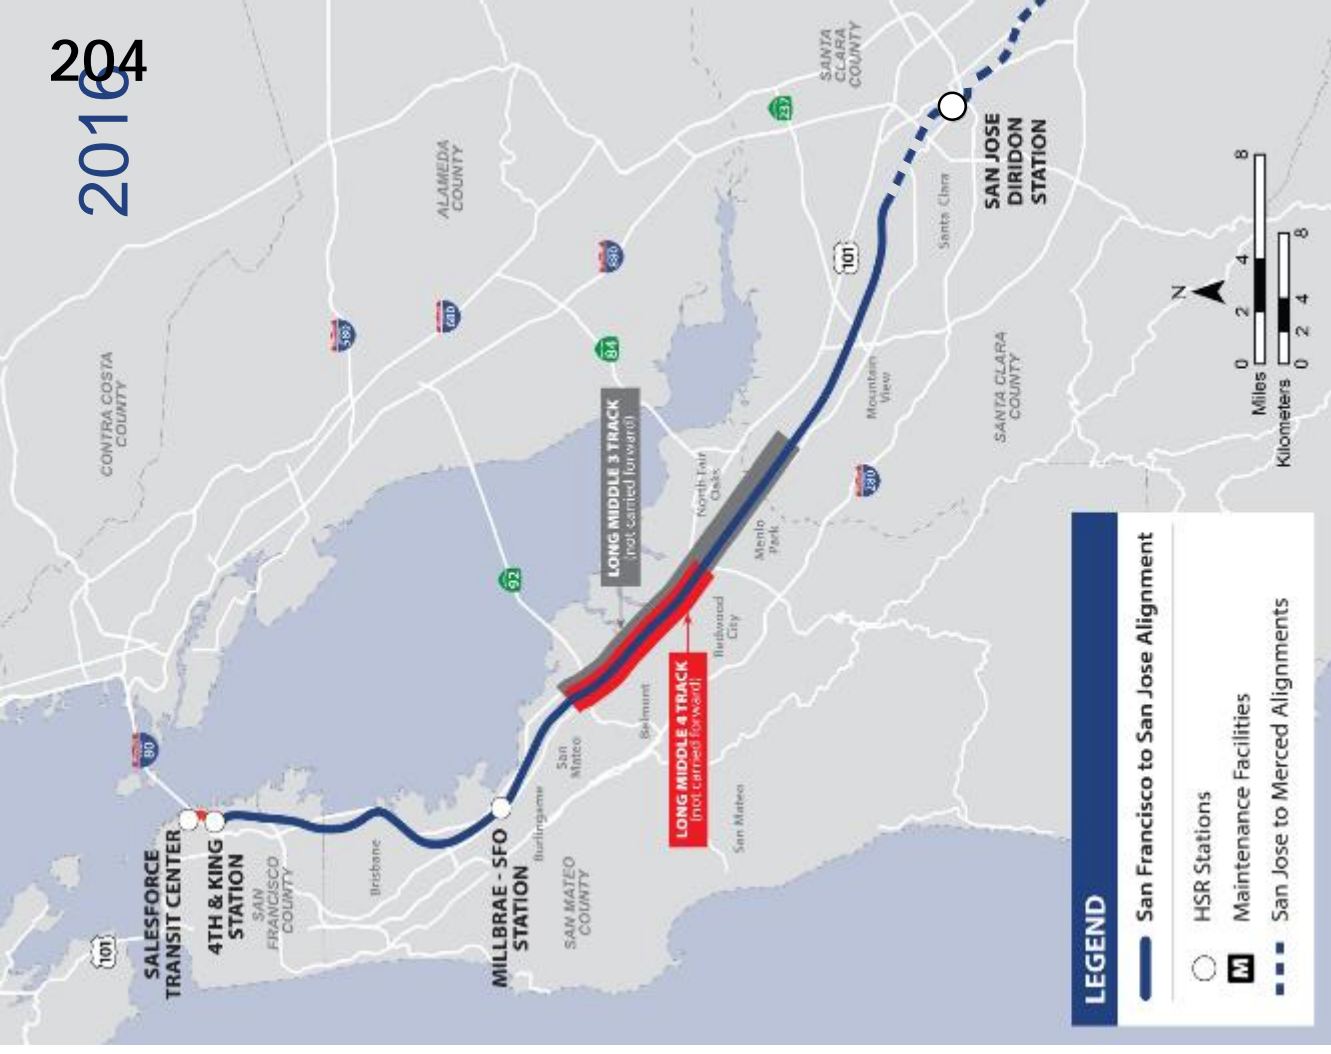 204
2016
SALESFORCE
TRANSIT CENTER
4TH & KING
STATION
MILLBRAE - SFO
STATION
SAN JOSE
DIRIDON
STATION
CONTRA COSTA
COUNTY
ALAMEDA
COUNTY
SANTA
CLARA
COUNTY
SAN
FRANCISCO
COUNTY
SAN MATEO
COUNTY
SANTA CLARA
COUNTY
Brisbane
Burlingame
San
Mateo
Belmont
San Mateo
Redwood
City
North Fair
Oaks
Menlo
Park
Mountain
View
Santa Clara
LONG MIDDLE 3 TRACK
(not carried forward)
LONG MIDDLE 4 TRACK
(not carried forward)
101
80
580
680
880
84
92
237
101
280
N
0 2 4 8
Miles
Kilometers
0 2 4 8
LEGEND
San Francisco to San Jose Alignment
HSR Stations
M Maintenance Facilities
San Jose to Merced Alignments